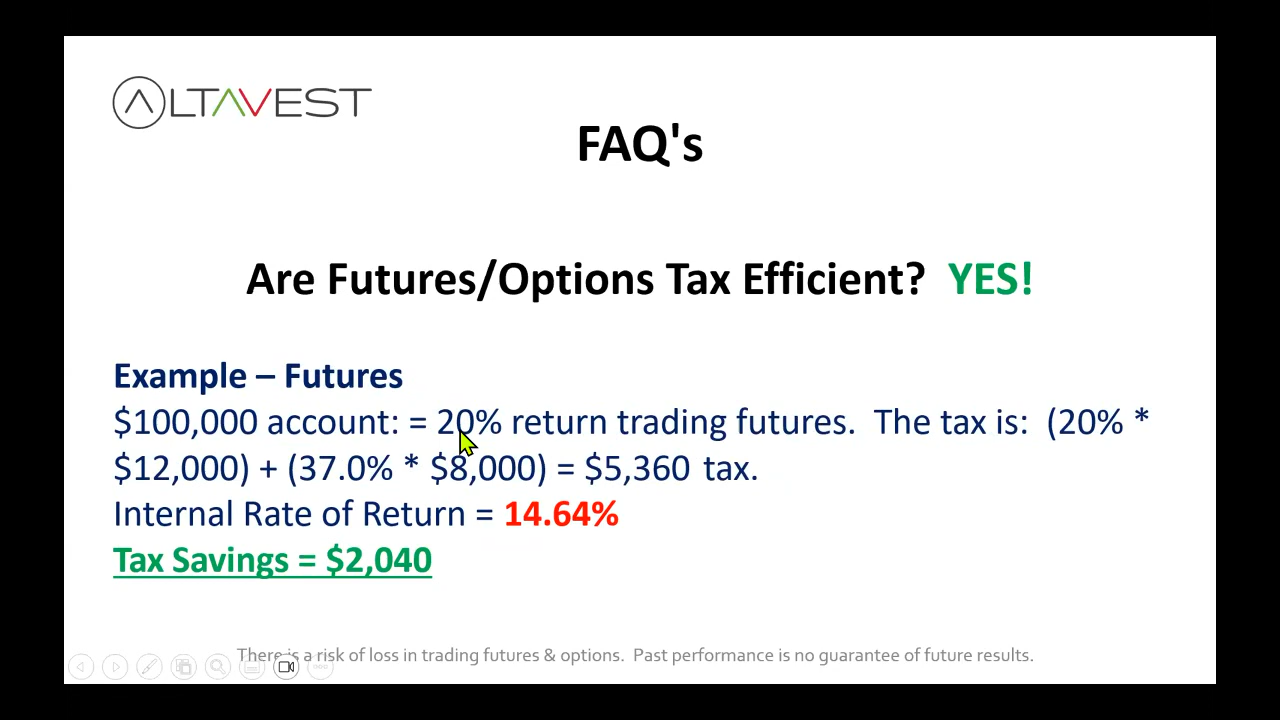 ALTAVEST
FAQ's
Are Futures/Options Tax Efficient? YES!
Example – Futures
$100,000 account: = 20% return trading futures. The tax is: (20% *
$12,000) + (37.0% * $8,000) = $5,360 tax.
Internal Rate of Return = 14.64%
Tax Savings = $2,040
There is a risk of loss in trading futures & options. Past performance is no guarantee of future results.